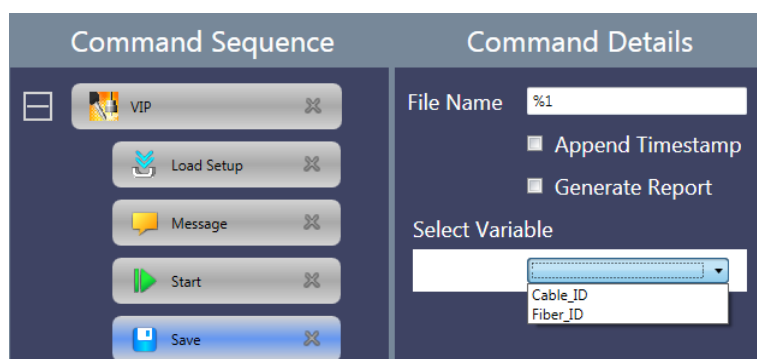 Command Sequence
VIP
Load Setup
Message
Start
Save
Command Details
File Name %1
Append Timestamp
Generate Report
Select Variable
Cable_ID
Fiber_ID